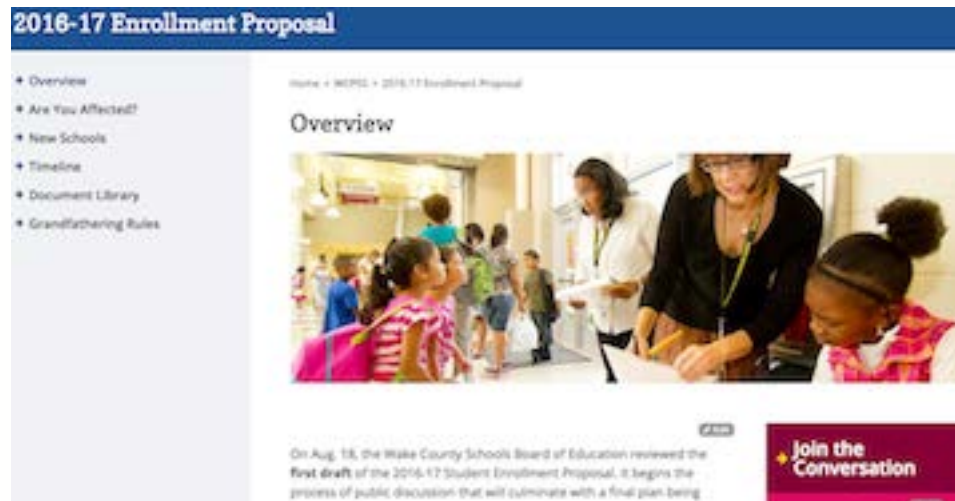 2016-17 Enrollment Proposal
Overview
Are You Affected?
New Schools
Timeline
Document Library
Grandfathering Rules
Home • WCPSS • 2016-17 Enrollment Proposal
Overview
Edit
On Aug. 18, the Wake County Schools Board of Education reviewed the
first draft of the 2016-17 Student Enrollment Proposal. It begins the
process of public discussion that will culminate with a final plan being
Join the
Conversation